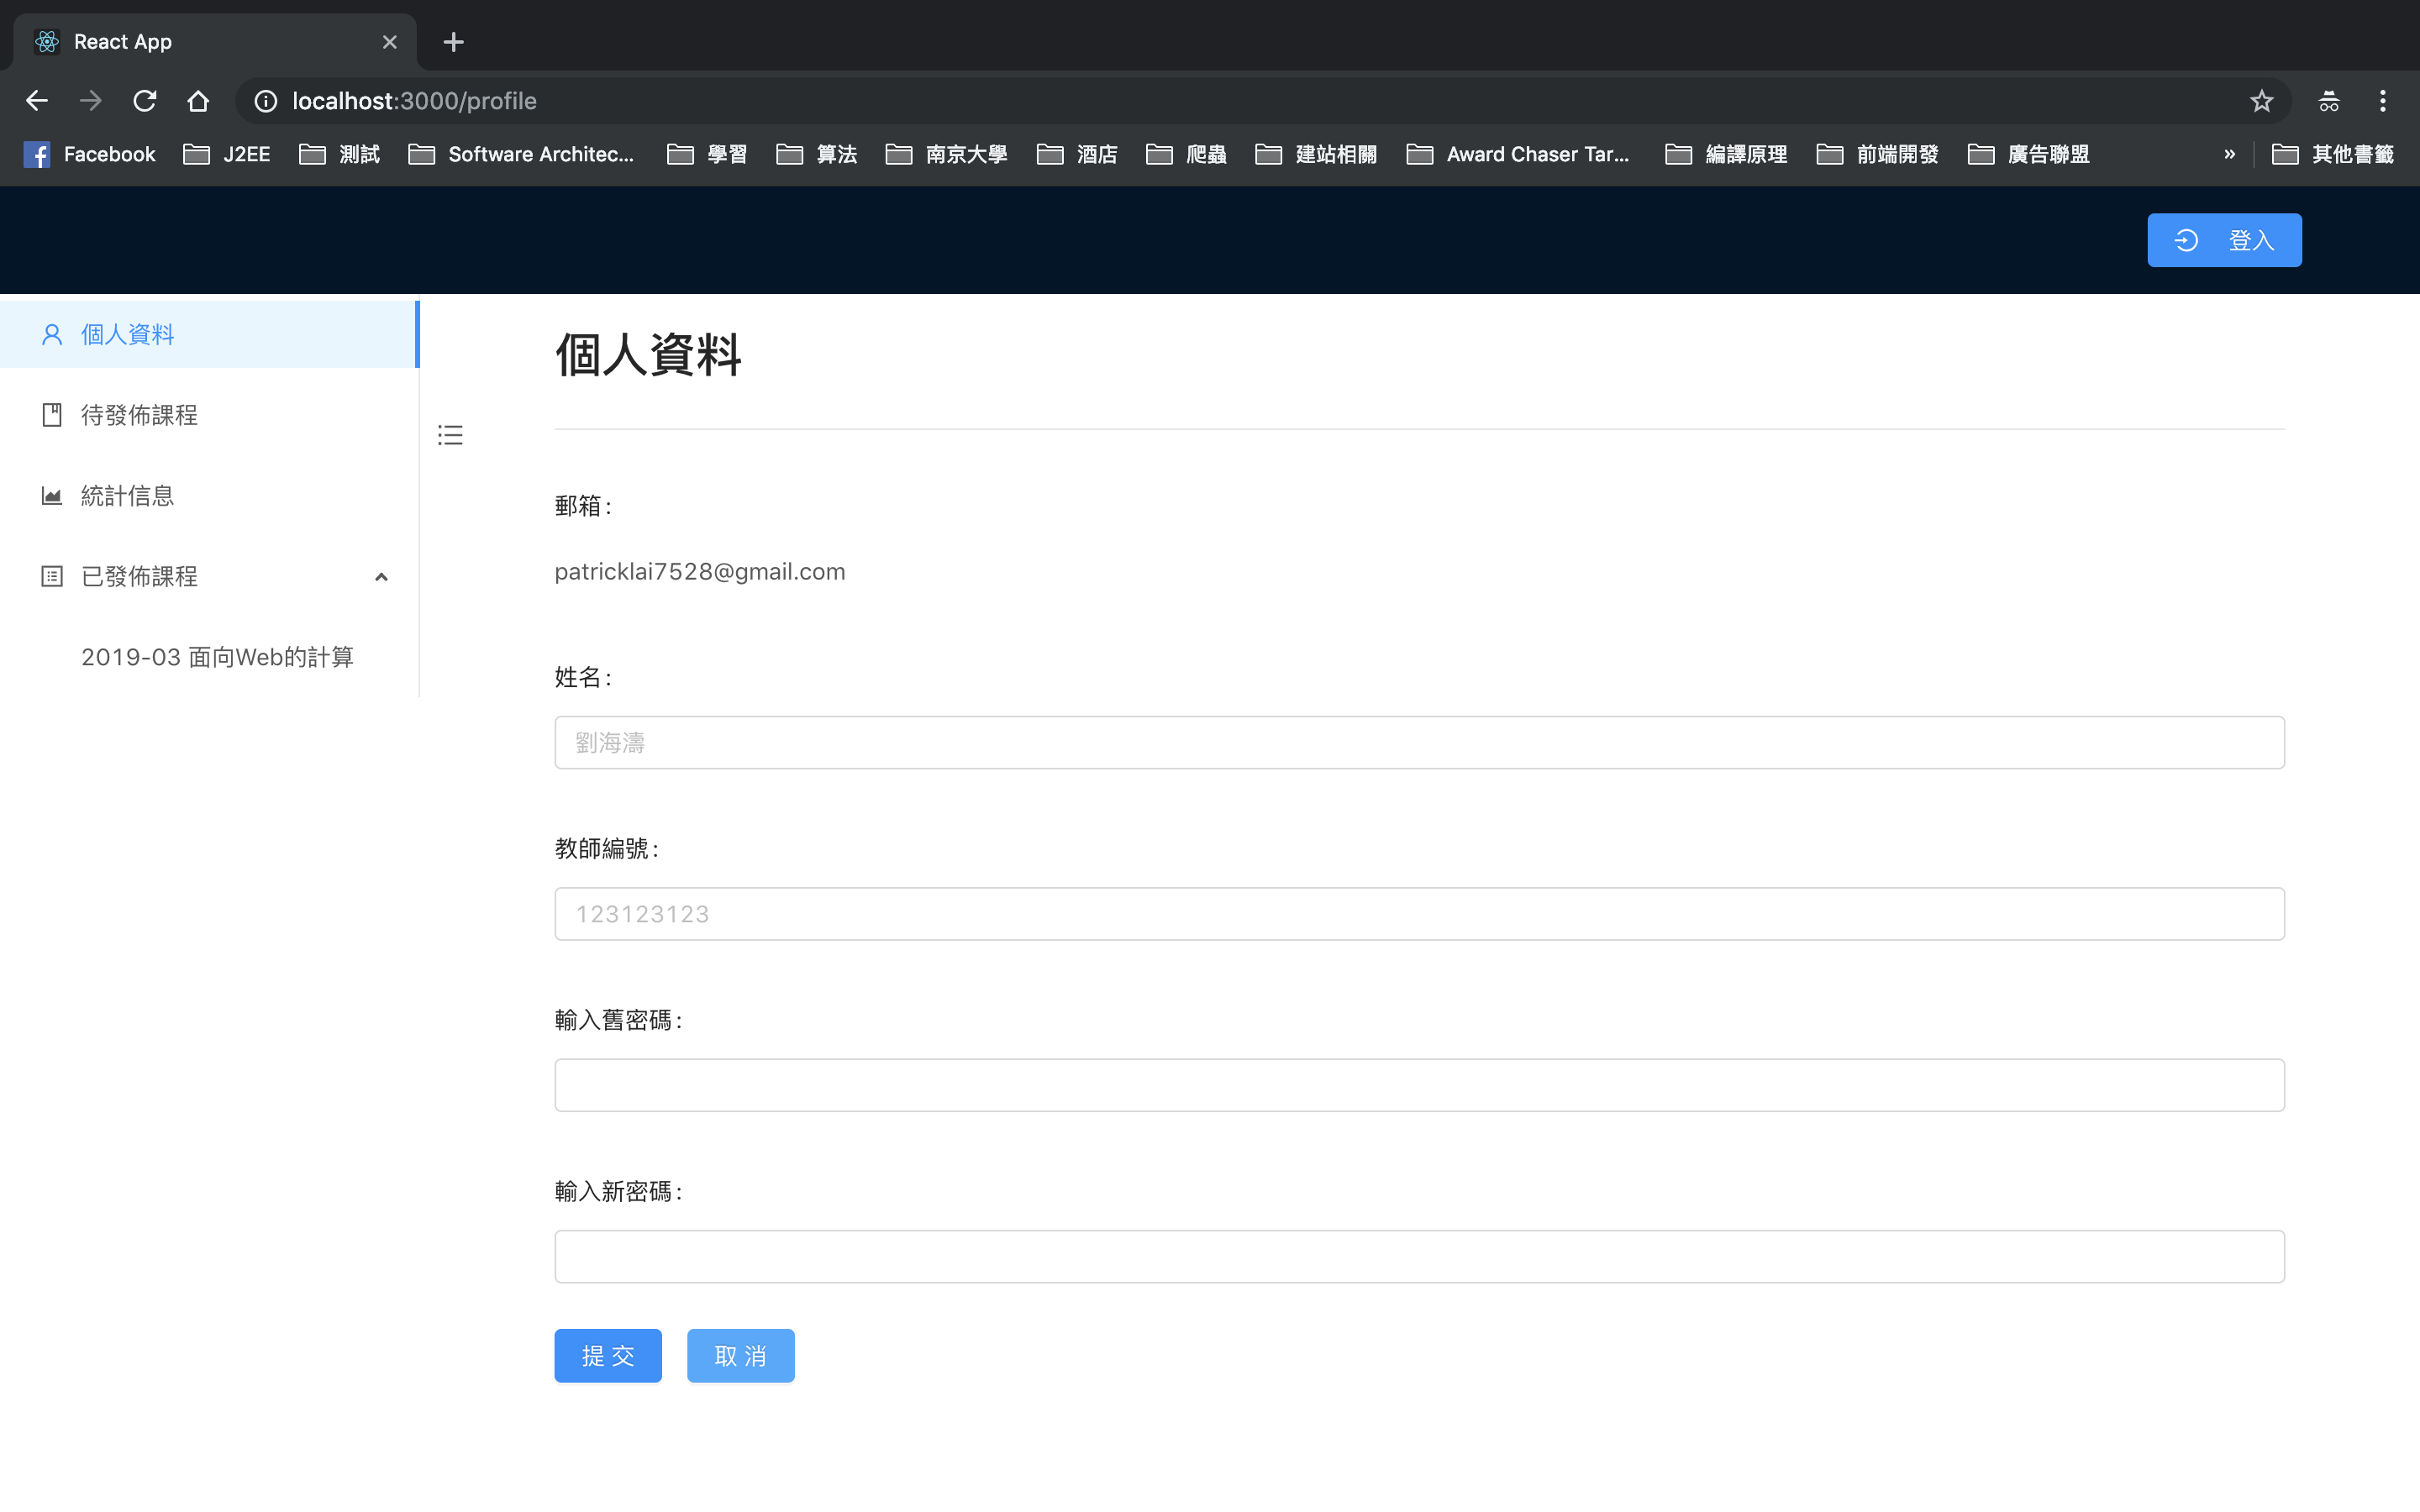 React App
localhost:3000/profile
Facebook J2EE 測試 Software Architec... 學習 算法 南京大學 酒店 爬蟲 建站相關 Award Chaser Tar... 編譯原理 前端開發 廣告聯盟 » 其他書籤
登入
個人資料
待發佈課程
統計信息
已發佈課程
2019-03 面向Web的計算
個人資料
郵箱:
patricklai7528@gmail.com
姓名:
劉海濤
教師編號:
123123123
輸入舊密碼:
輸入新密碼:
提 交 取 消